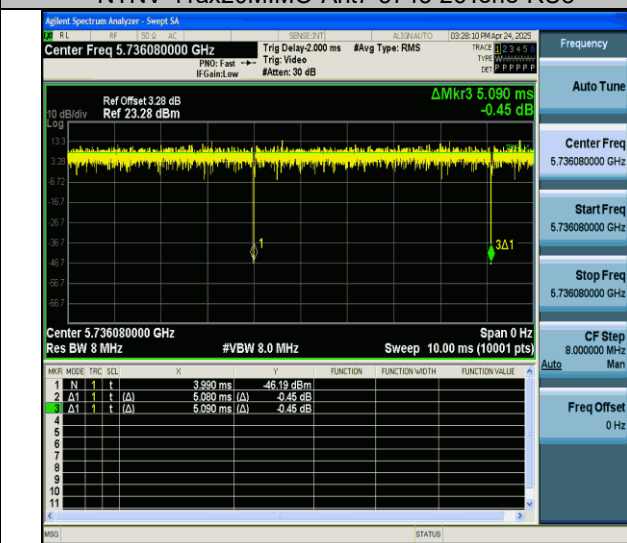 Agilent Spectrum Analyzer - Swept SA
RL RF 50 Ω AC SENSE:INT ALIGNAUTO 03:28:10 PM Apr 24, 2025
Center Freq 5.736080000 GHz
PNO: Fast
IFGain:Low
Trig Delay-2.000 ms
Trig: Video
#Atten: 30 dB
#Avg Type: RMS
TRACE 1 2 3 4 5 6
TYPE
DET P P P P P P
Ref Offset 3.28 dB
10 dB/div Ref 23.28 dBm
Log
ΔMkr3 5.090 ms
-0.45 dB
13.3
3.28
-6.72
-16.7
-26.7
-36.7
-46.7
-56.7
-66.7
1
3Δ1
Center 5.736080000 GHz Span 0 Hz
Res BW 8 MHz #VBW 8.0 MHz Sweep 10.00 ms (10001 pts)
MKR MODE TRC SCL X Y FUNCTION FUNCTION WIDTH FUNCTION VALUE
1 N 1 t 3.990 ms -46.19 dBm
2 Δ1 1 t (Δ) 5.080 ms (Δ) -0.45 dB
3 Δ1 1 t (Δ) 5.090 ms (Δ) -0.45 dB
4
5
6
7
8
9
10
11
MSG STATUS
Frequency
Auto Tune
Center Freq
5.736080000 GHz
Start Freq
5.736080000 GHz
Stop Freq
5.736080000 GHz
CF Step
8.000000 MHz
Auto Man
Freq Offset
0 Hz